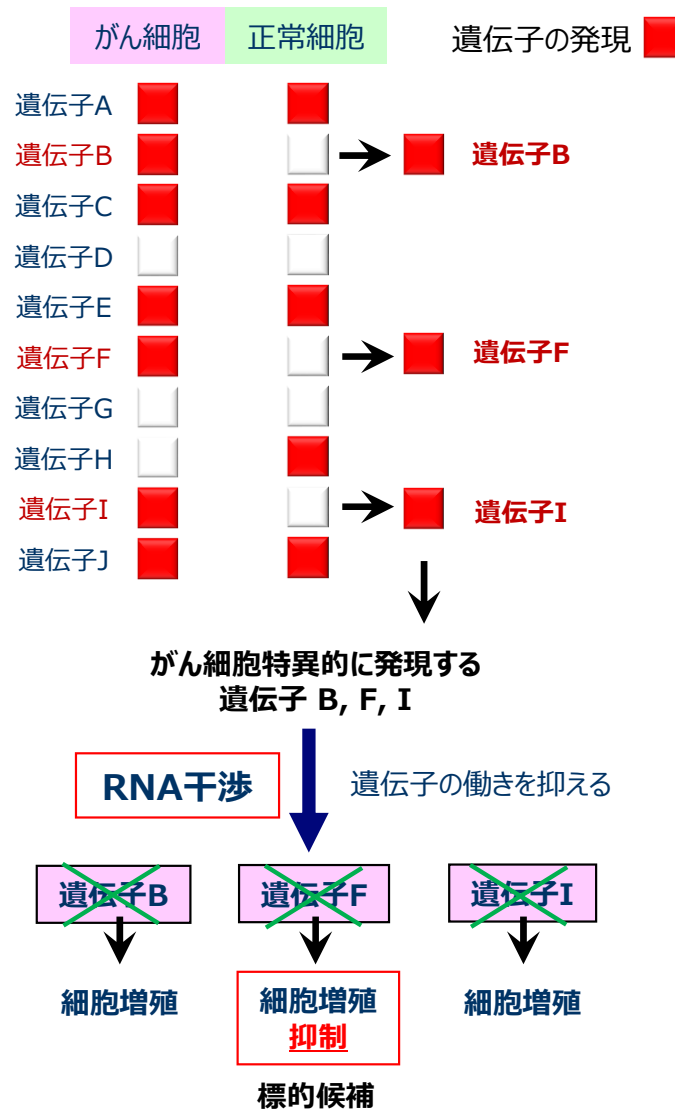 がん細胞 正常細胞 遺伝子の発現
遺伝子A
遺伝子B 遺伝子B
遺伝子C
遺伝子D
遺伝子E
遺伝子F 遺伝子F
遺伝子G
遺伝子H
遺伝子I 遺伝子I
遺伝子J
がん細胞特異的に発現する
遺伝子 B, F, I
RNA干渉 遺伝子の働きを抑える
遺伝子B 遺伝子F 遺伝子I
細胞増殖 細胞増殖 細胞増殖
抑制
標的候補